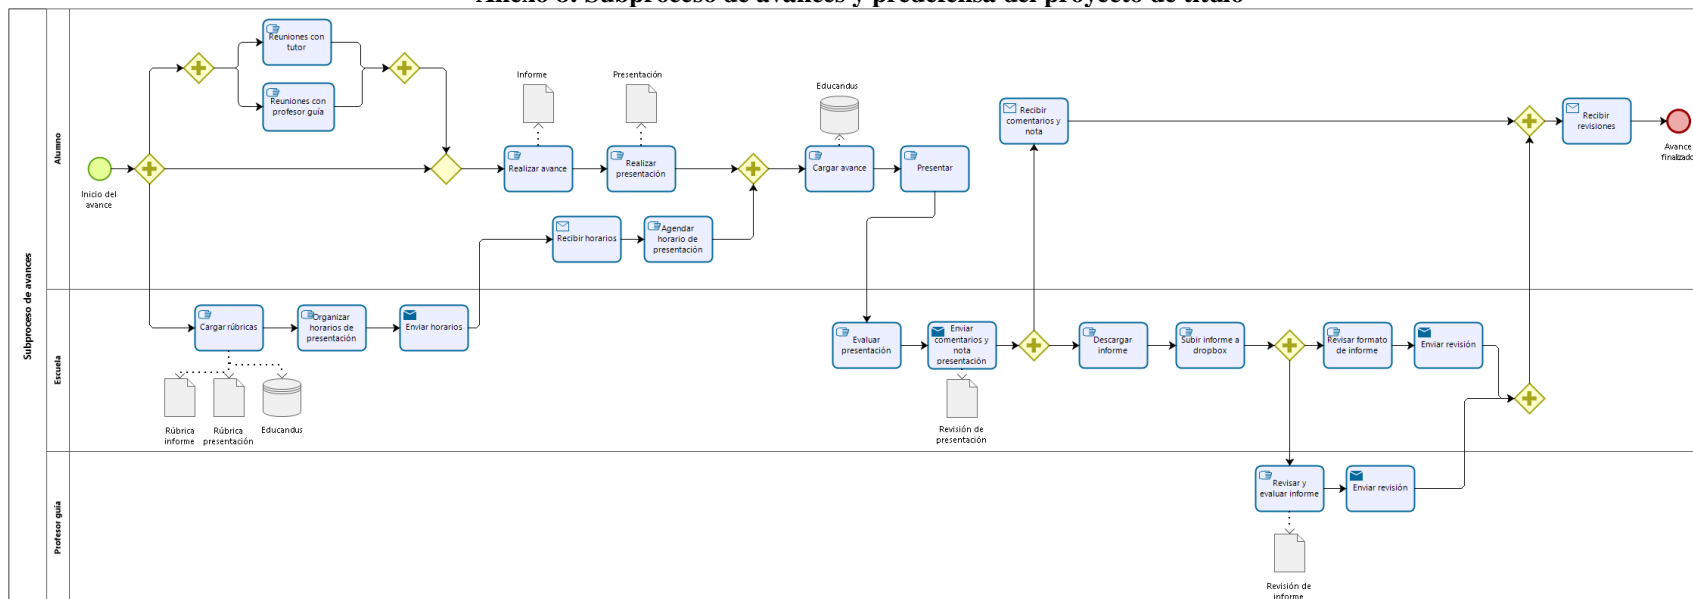 Anexo 8: Subproceso de avances y predefensa del proyecto de título
Subproceso de avances
Alumno
Escuela
Profesor guía
Inicio del
avance
Reuniones con
tutor
Reuniones con
profesor guía
Informe
Realizar avance
Presentación
Realizar
presentación
Recibir horarios
Agendar
horario de
presentación
Educandus
Cargar avance
Presentar
Recibir
comentarios y
nota
Recibir
revisiones
Avance
finalizado
Cargar rúbricas
Organizar
horarios de
presentación
Enviar horarios
Rúbrica
informe
Rúbrica
presentación
Educandus
Evaluar
presentación
Enviar
comentarios y
nota
presentación
Revisión de
presentación
Descargar
informe
Subir informe a
dropbox
Revisar formato
de informe
Enviar revisión
Revisar y
evaluar informe
Enviar revisión
Revisión de
informe